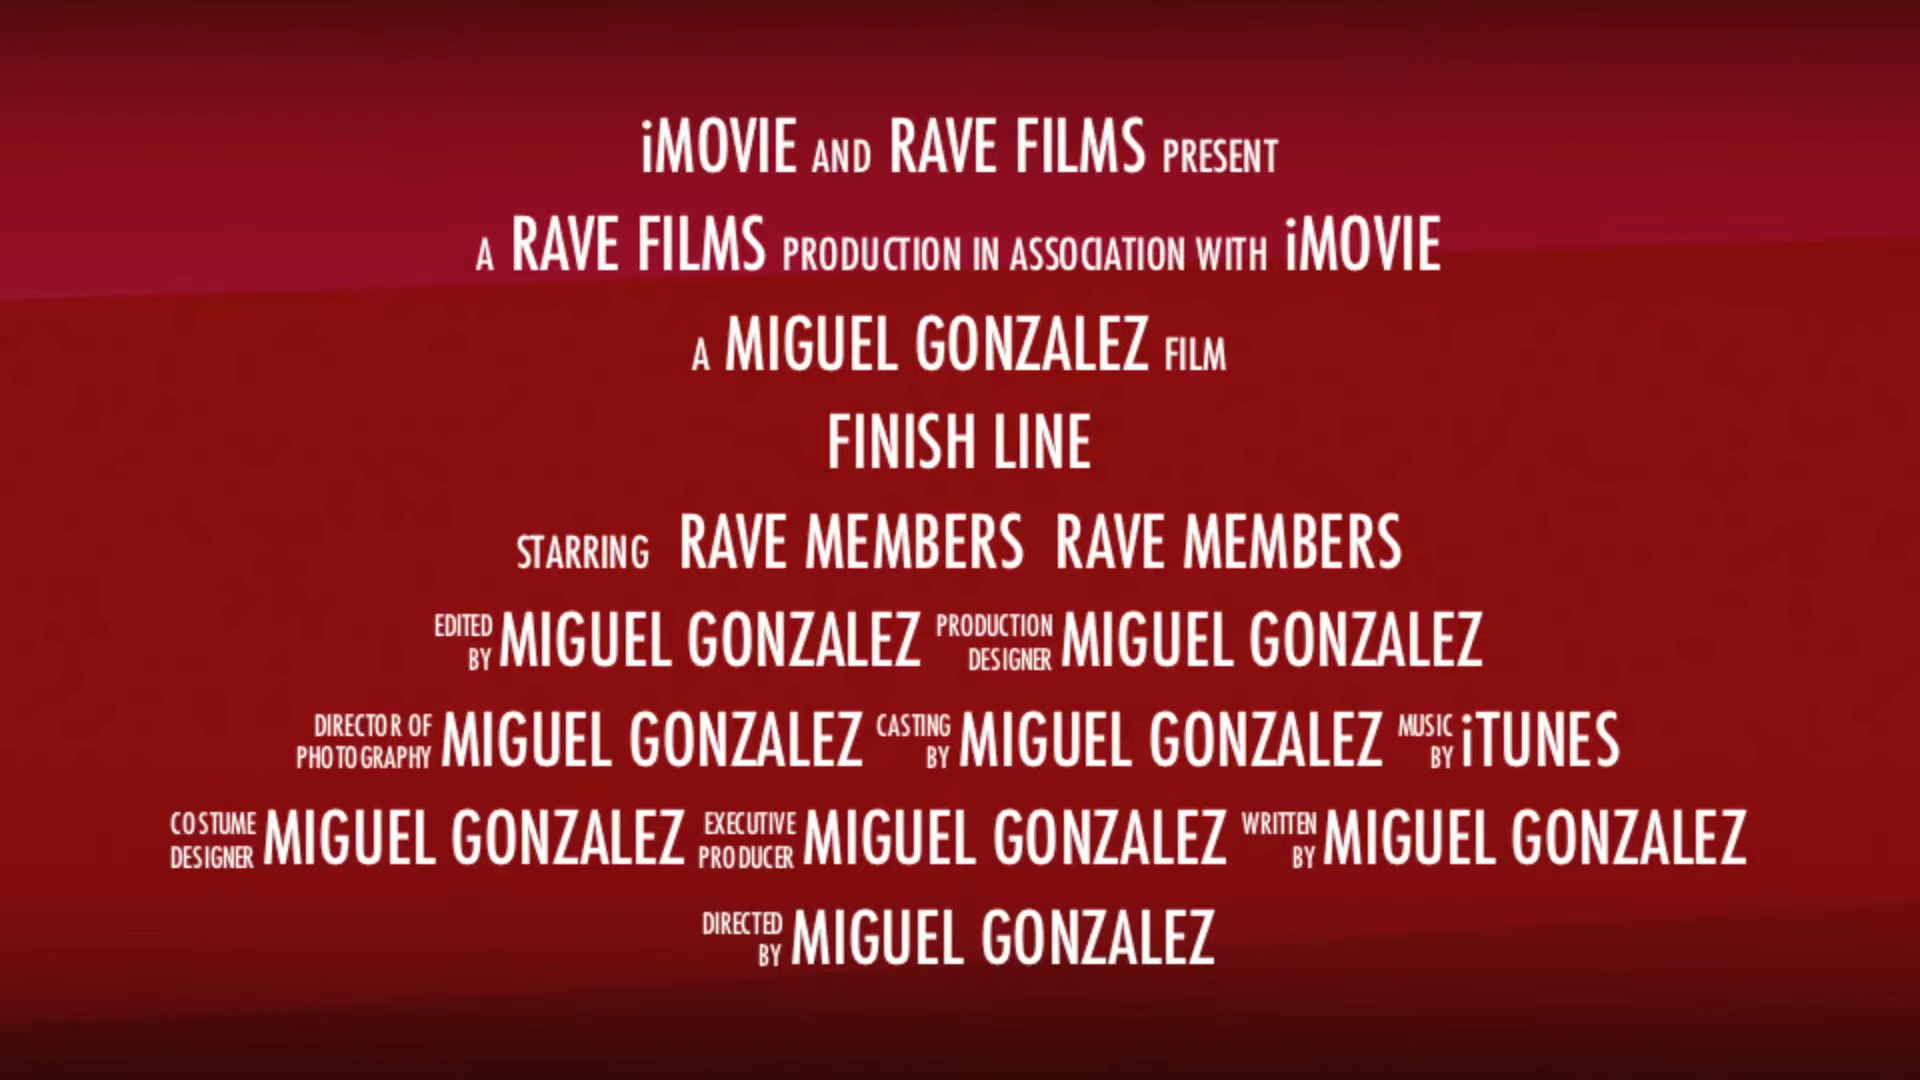 iMOVIE AND RAVE FILMS PRESENT
A RAVE FILMS PRODUCTION IN ASSOCIATION WITH iMOVIE
A MIGUEL GONZALEZ FILM
FINISH LINE
STARRING RAVE MEMBERS RAVE MEMBERS
EDITED BY MIGUEL GONZALEZ PRODUCTION DESIGNER MIGUEL GONZALEZ
DIRECTOR OF PHOTOGRAPHY MIGUEL GONZALEZ CASTING BY MIGUEL GONZALEZ MUSIC BY iTUNES
COSTUME DESIGNER MIGUEL GONZALEZ EXECUTIVE PRODUCER MIGUEL GONZALEZ WRITTEN BY MIGUEL GONZALEZ
DIRECTED BY MIGUEL GONZALEZ